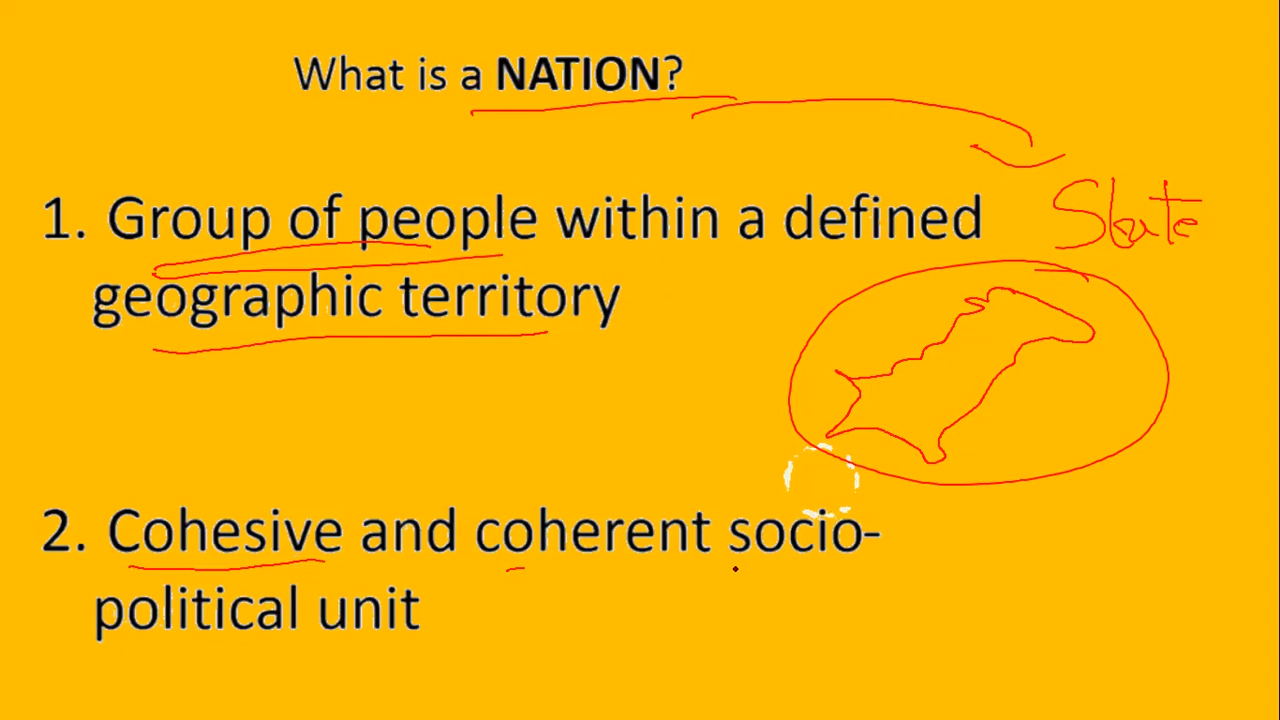 What is a NATION?
1. Group of people within a defined
geographic territory
State
2. Cohesive and coherent socio-
political unit